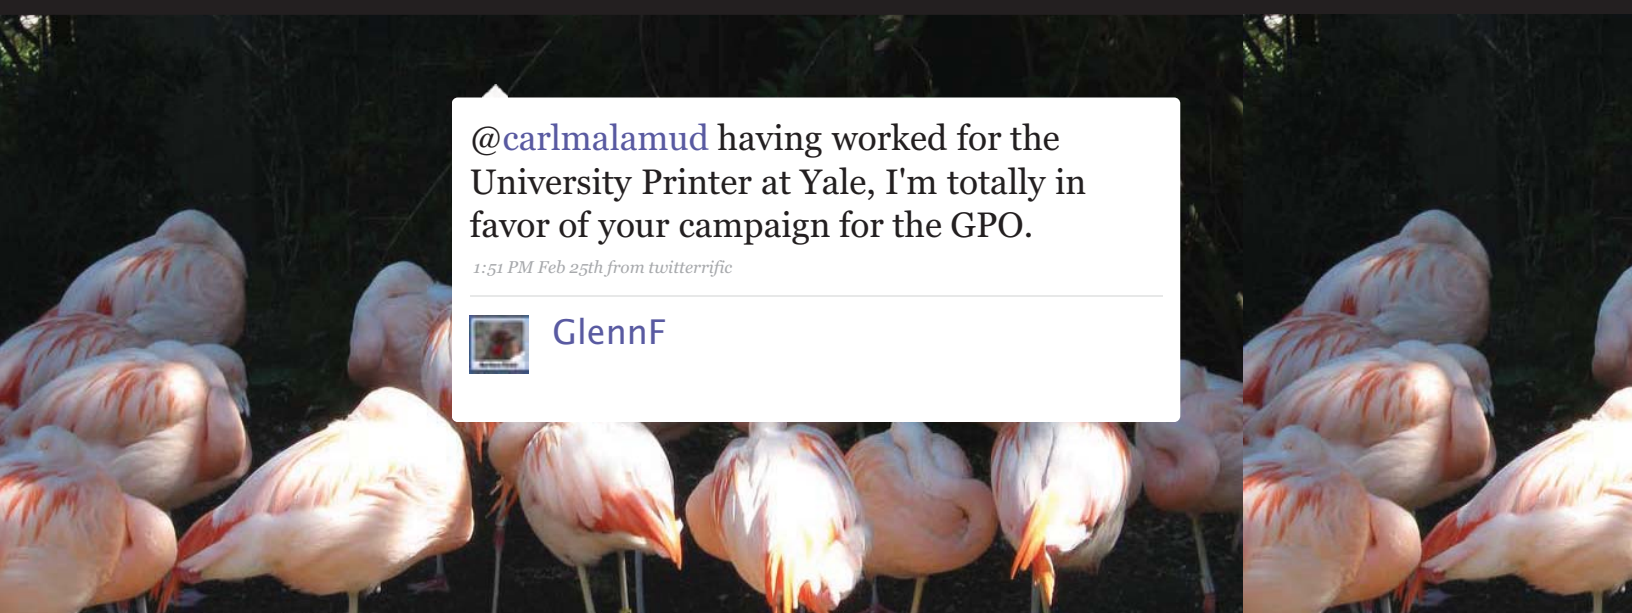 @carlmalamud having worked for the
University Printer at Yale, I'm totally in
favor of your campaign for the GPO.
1:51 PM Feb 25th from twitterrific
GlennF